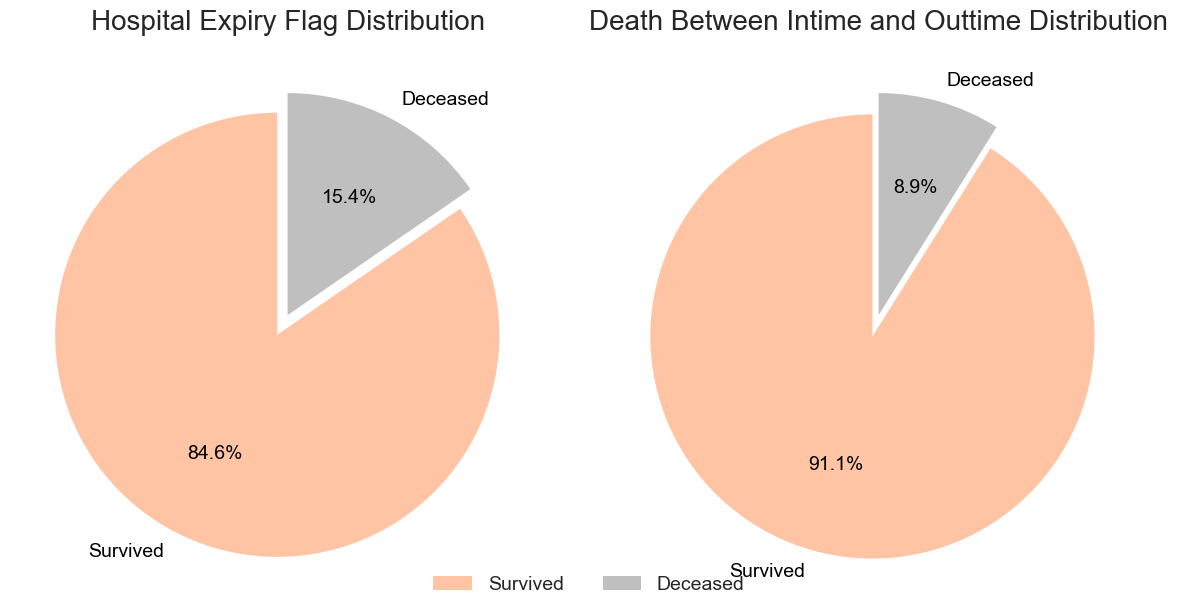 Hospital Expiry Flag Distribution
Deceased
15.4%
84.6%
Survived
Death Between Intime and Outtime Distribution
Deceased
8.9%
91.1%
Survived
Survived
Deceased